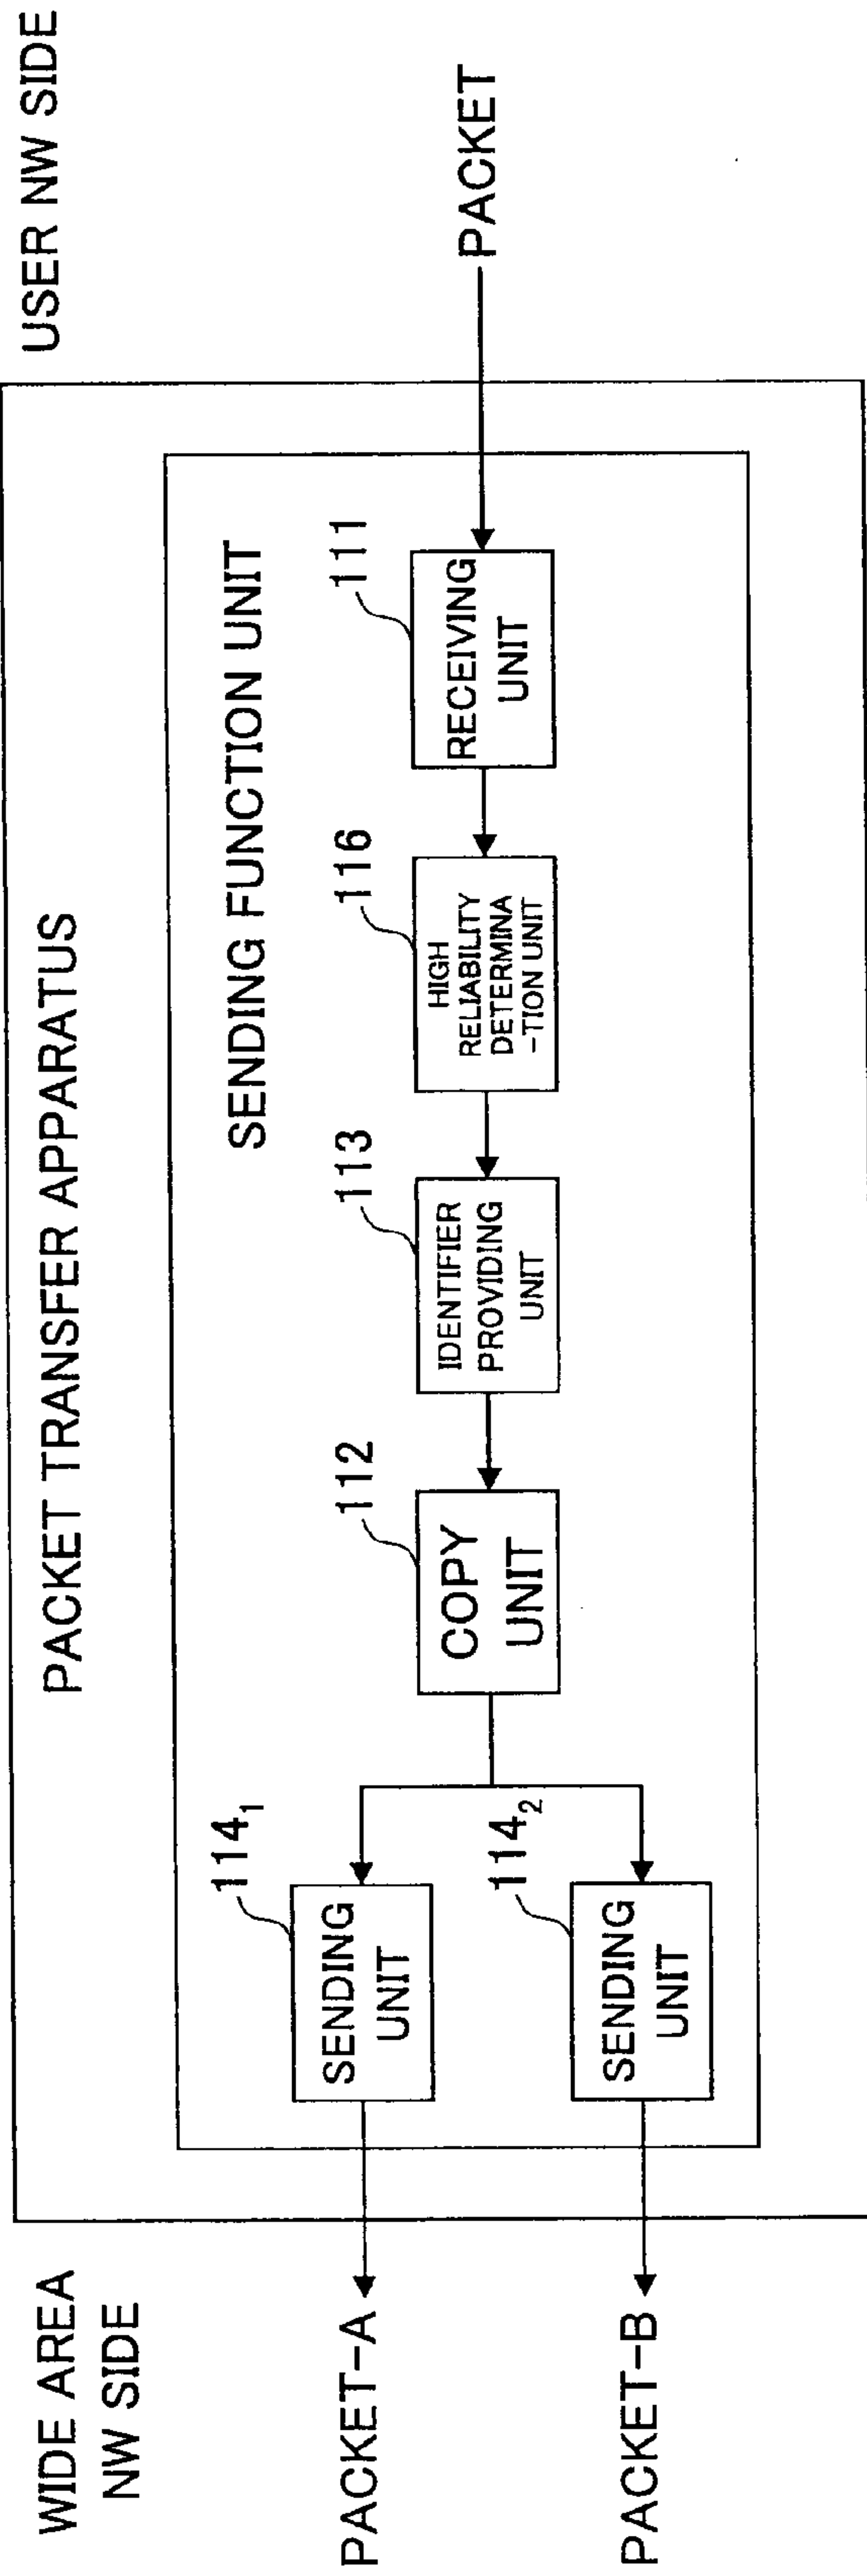 WIDE AREA
NW SIDE
PACKET TRANSFER APPARATUS
USER NW SIDE
SENDING FUNCTION UNIT
114₁
SENDING
UNIT
PACKET-A
114₂
SENDING
UNIT
PACKET-B
112
COPY
UNIT
113
IDENTIFIER
PROVIDING
UNIT
116
HIGH
RELIABILITY
DETERMINA
-TION UNIT
111
RECEIVING
UNIT
PACKET